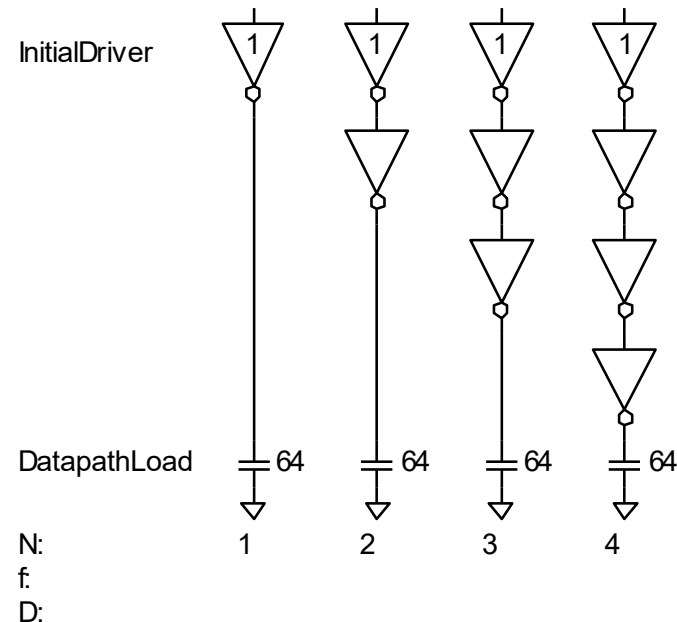 InitialDriver 1 1 1 1
DatapathLoad 64 64 64 64
N: 1 2 3 4
f:
D: